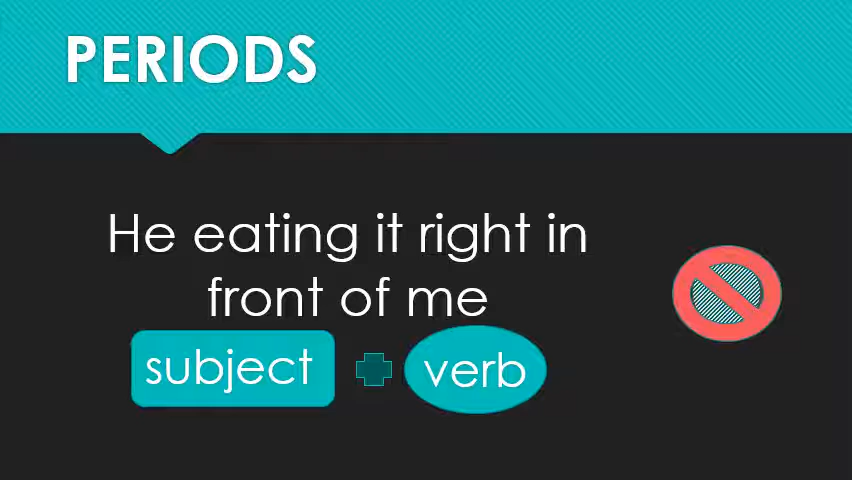 PERIODS
He eating it right in
front of me
subject
verb